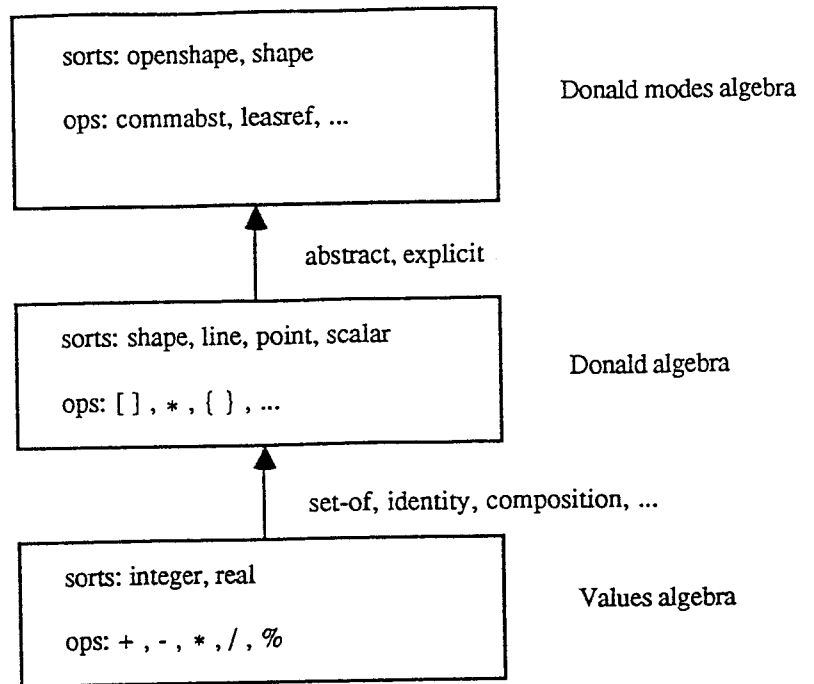 sorts: openshape, shape
Donald modes algebra
ops: commabst, leasref, ...
abstract, explicit
sorts: shape, line, point, scalar
Donald algebra
ops: [ ] , * , { } , ...
set-of, identity, composition, ...
sorts: integer, real
Values algebra
ops: + , - , * , / , %